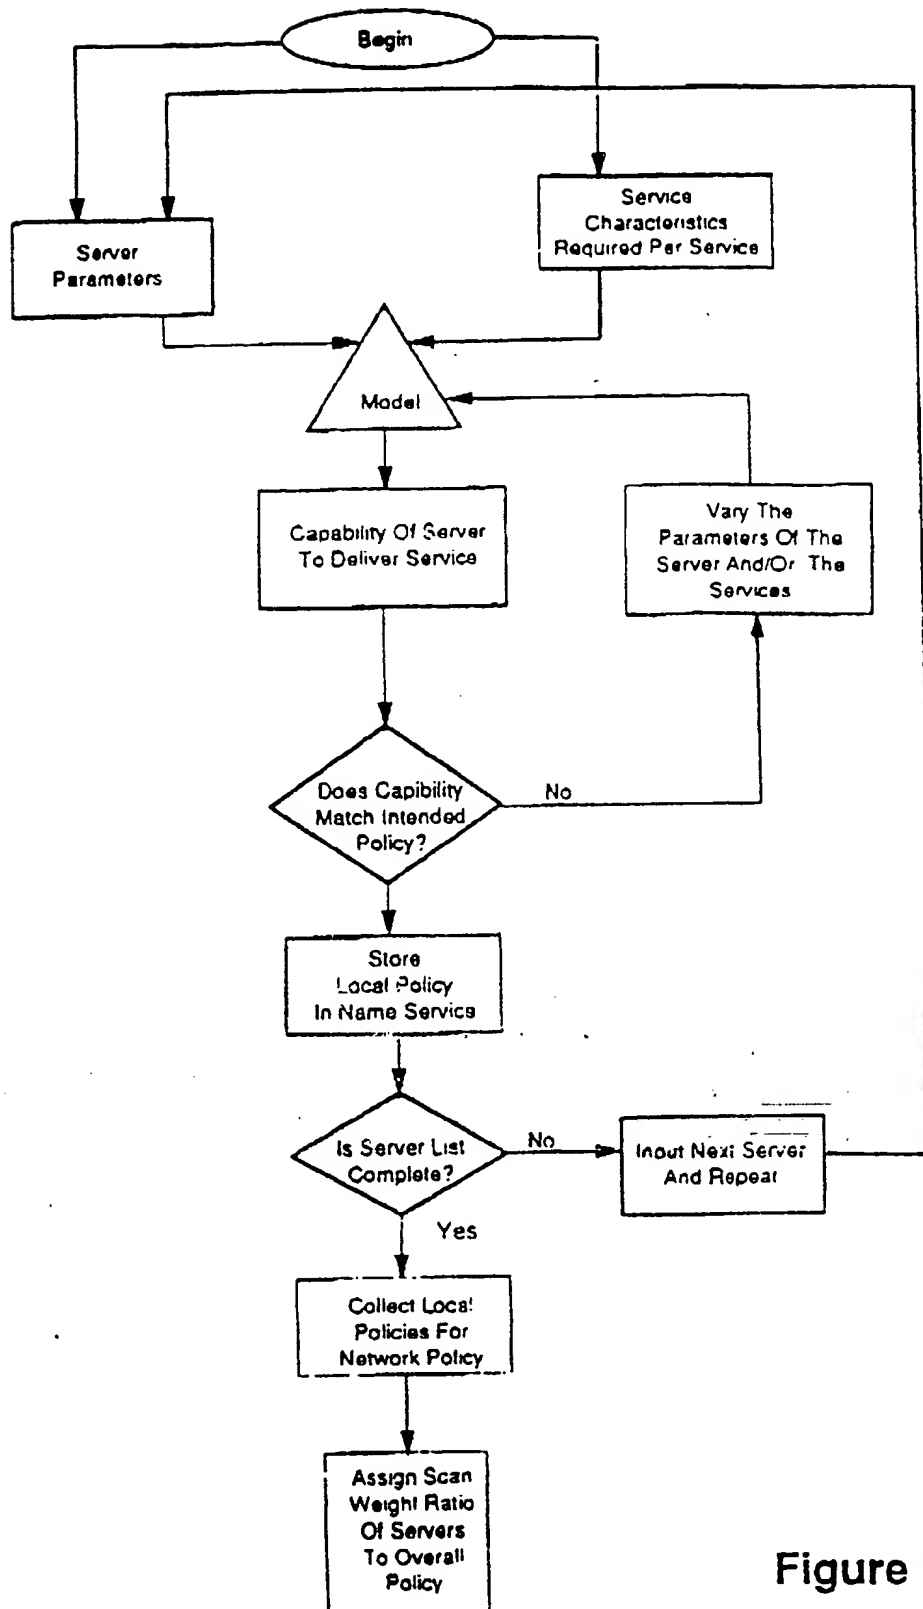 Begin
Service
Characteristics
Required Per Service
Server
Parameters
Model
Capability Of Server
To Deliver Service
Vary The
Parameters Of The
Server And/Or The
Services
Does Capibility
Match Intended
Policy?
No
Store
Local Policy
In Name Service
Is Server List
Complete?
No
Input Next Server
And Repeat
Yes
Collect Local
Policies For
Network Policy
Assign Scan
Weight Ratio
Of Servers
To Overall
Policy
Figure